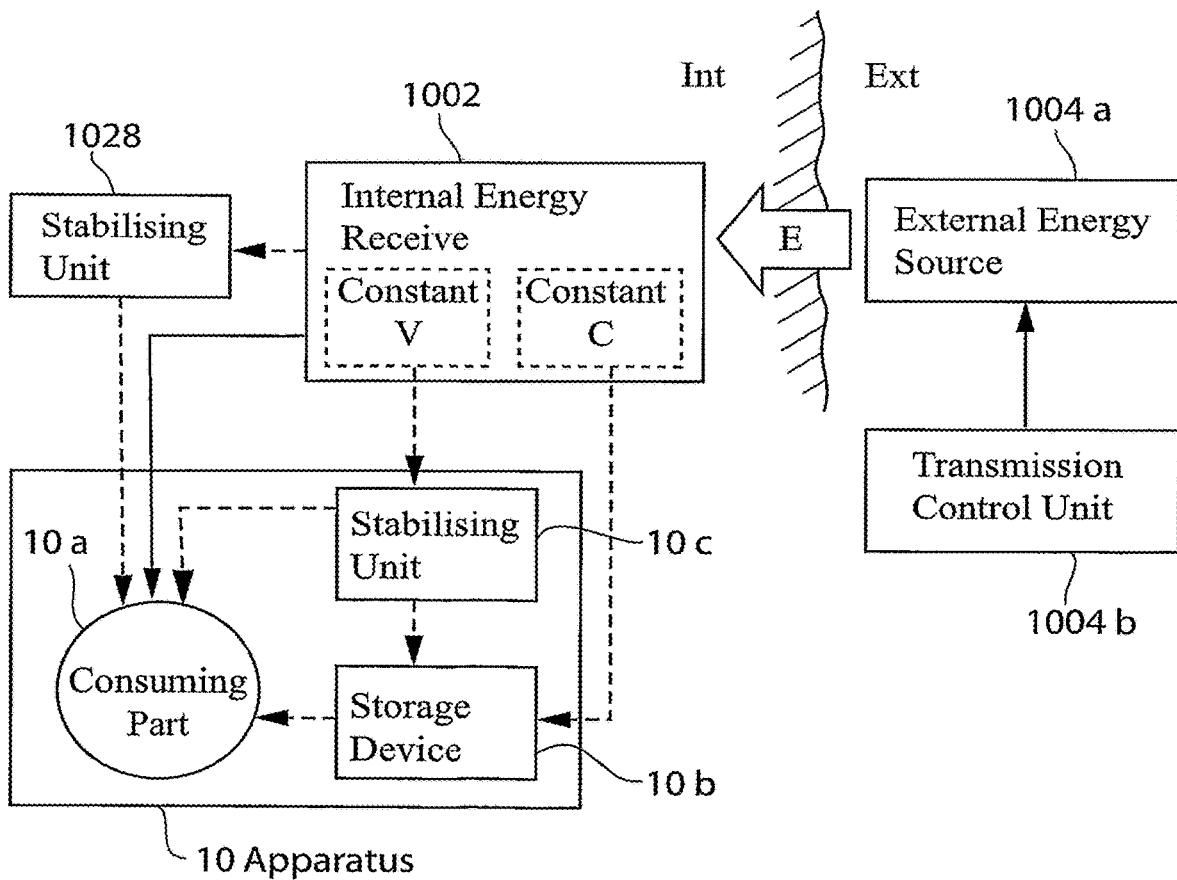 Int
Ext
1002
1004 a
1028
Internal Energy
Receive
External Energy
Source
Stabilising
Unit
E
Constant
V
Constant
C
Transmission
Control Unit
Stabilising
Unit
10 a
10 c
1004 b
Consuming
Part
Storage
Device
10 b
10 Apparatus